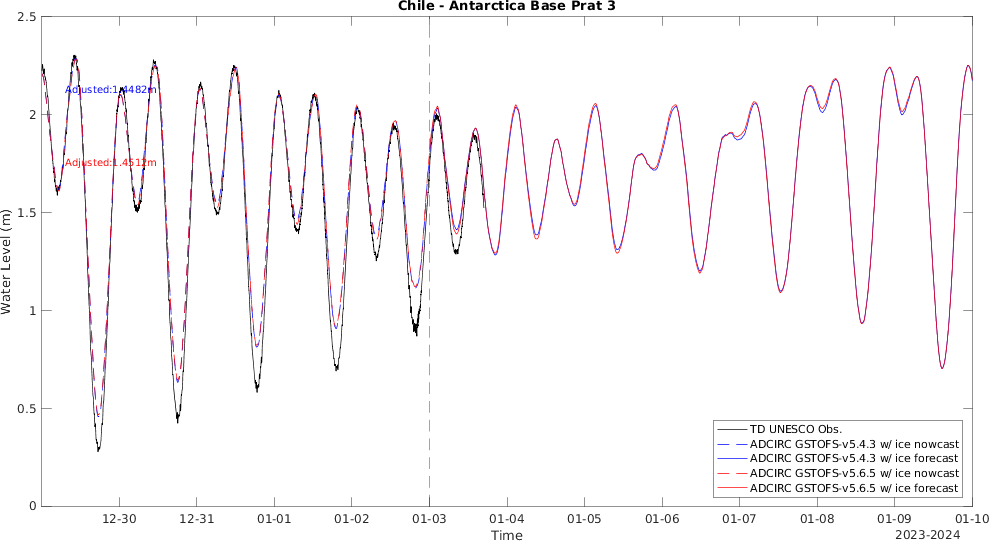 Chile - Antarctica Base Prat 3
2.5
2
1.5
1
0.5
0
Water Level (m)
Adjusted:1.4482m
Adjusted:1.4512m
TD UNESCO Obs.
ADCIRC GSTOFS-v5.4.3 w/ ice nowcast
ADCIRC GSTOFS-v5.4.3 w/ ice forecast
ADCIRC GSTOFS-v5.6.5 w/ ice nowcast
ADCIRC GSTOFS-v5.6.5 w/ ice forecast
12-30 12-31 01-01 01-02 01-03 01-04 01-05 01-06 01-07 01-08 01-09 01-10
Time
2023-2024